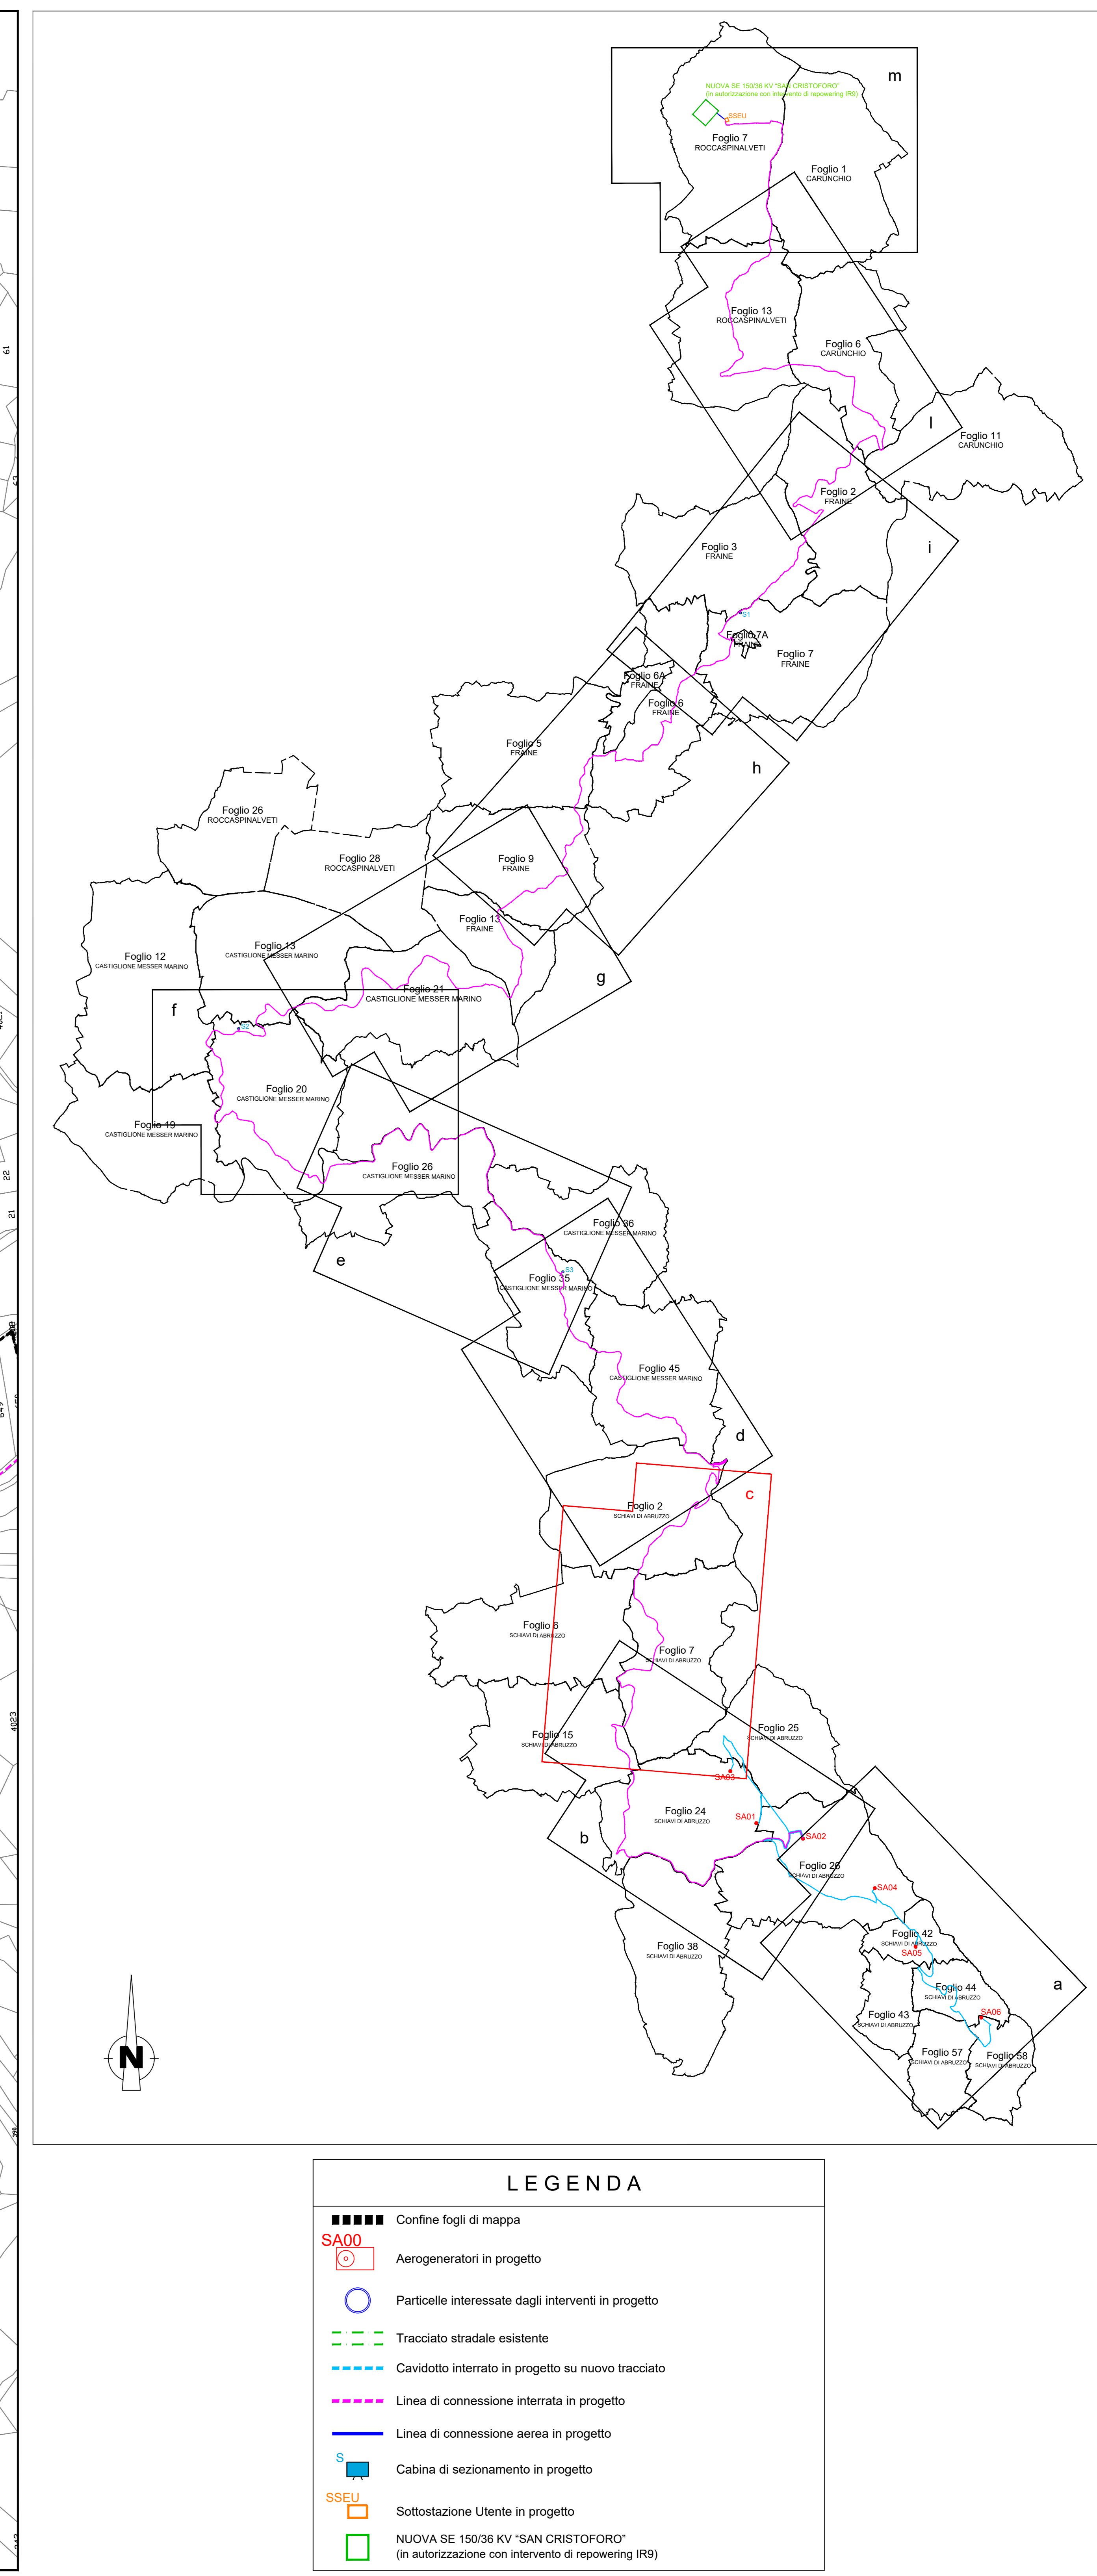 m
NUOVA SE 150/36 KV "SAN CRISTOFORO"
(in autorizzazione con intervento di repowering IR9)
SSEU
Foglio 7
ROCCASPINALVETI
Foglio 1
CARUNCHIO
Foglio 13
ROCCASPINALVETI
Foglio 6
CARUNCHIO
61
l
Foglio 11
CARUNCHIO
63
Foglio 2
FRAINE
Foglio 3
FRAINE
i
S1
Foglio 7A
FRAINE
Foglio 7
FRAINE
Foglio 6A
FRAINE
Foglio 6
FRAINE
Foglio 5
FRAINE
h
Foglio 26
ROCCASPINALVETI
Foglio 28
ROCCASPINALVETI
Foglio 9
FRAINE
Foglio 13
FRAINE
Foglio 12
CASTIGLIONE MESSER MARINO
Foglio 13
CASTIGLIONE MESSER MARINO
g
Foglio 21
CASTIGLIONE MESSER MARINO
f
S2
Foglio 20
CASTIGLIONE MESSER MARINO
Foglio 19
CASTIGLIONE MESSER MARINO
Foglio 26
CASTIGLIONE MESSER MARINO
22
21
Foglio 36
CASTIGLIONE MESSER MARINO
e
S3
Foglio 35
CASTIGLIONE MESSER MARINO
Foglio 45
CASTIGLIONE MESSER MARINO
d
c
Foglio 2
SCHIAVI DI ABRUZZO
Foglio 6
SCHIAVI DI ABRUZZO
Foglio 7
SCHIAVI DI ABRUZZO
4023
Foglio 15
SCHIAVI DI ABRUZZO
Foglio 25
SCHIAVI DI ABRUZZO
SA03
Foglio 24
SCHIAVI DI ABRUZZO
SA01
b
SA02
Foglio 26
SCHIAVI DI ABRUZZO
SA04
Foglio 42
SCHIAVI DI ABRUZZO
SA05
Foglio 38
SCHIAVI DI ABRUZZO
a
Foglio 44
SCHIAVI DI ABRUZZO
Foglio 43
SCHIAVI DI ABRUZZO
SA06
Foglio 57
SCHIAVI DI ABRUZZO
Foglio 58
SCHIAVI DI ABRUZZO
N
LEGENDA
Confine fogli di mappa
SA00
Aerogeneratori in progetto
Particelle interessate dagli interventi in progetto
Tracciato stradale esistente
Cavidotto interrato in progetto su nuovo tracciato
Linea di connessione interrata in progetto
Linea di connessione aerea in progetto
S
Cabina di sezionamento in progetto
SSEU
Sottostazione Utente in progetto
NUOVA SE 150/36 KV “SAN CRISTOFORO”
(in autorizzazione con intervento di repowering IR9)